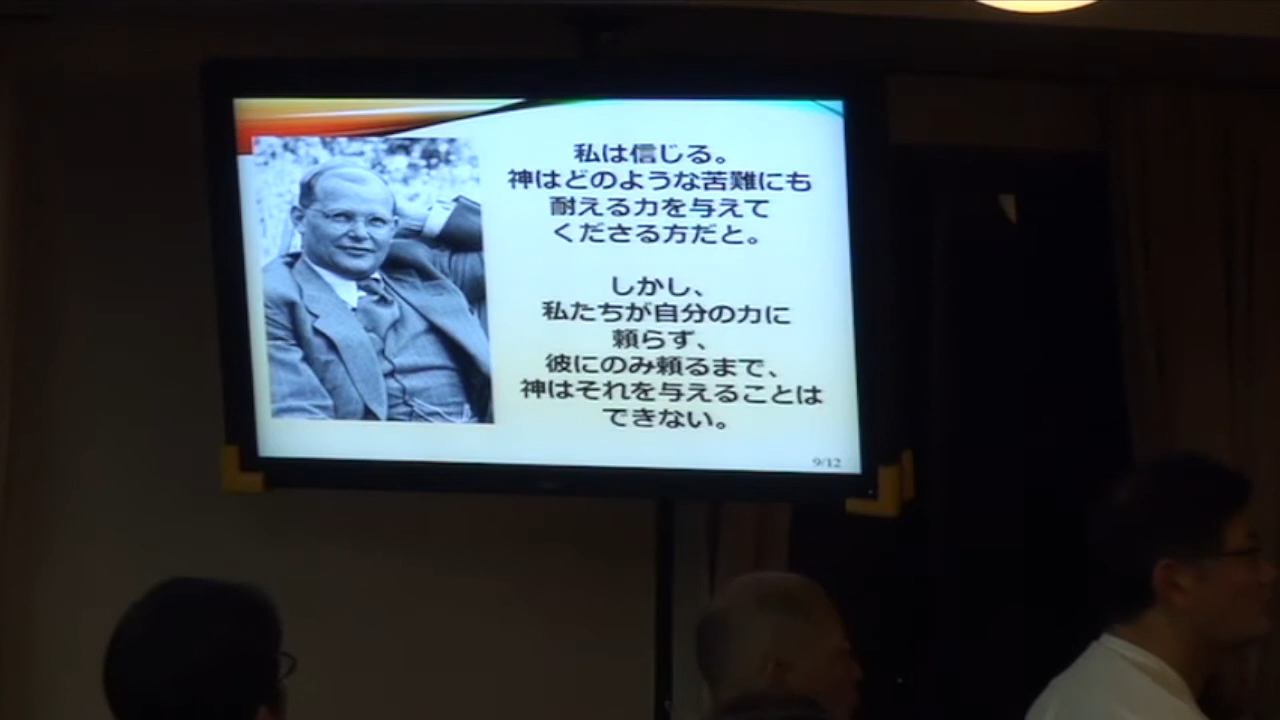 私は信じる。
神はどのような苦難にも
耐える力を与えて
くださる方だと。
しかし、
私たちが自分の力に
頼らず、
彼にのみ頼るまで、
神はそれを与えることは
できない。
9/12